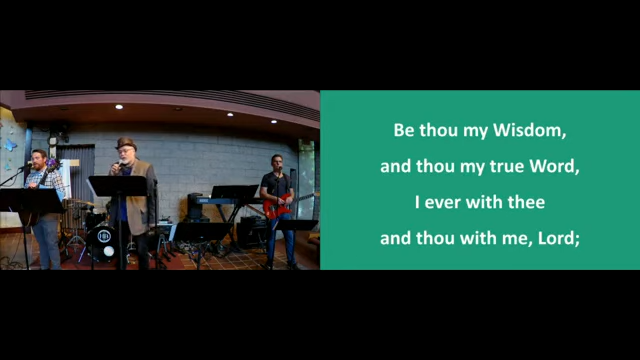 Be thou my Wisdom,
and thou my true Word,
I ever with thee
and thou with me, Lord;